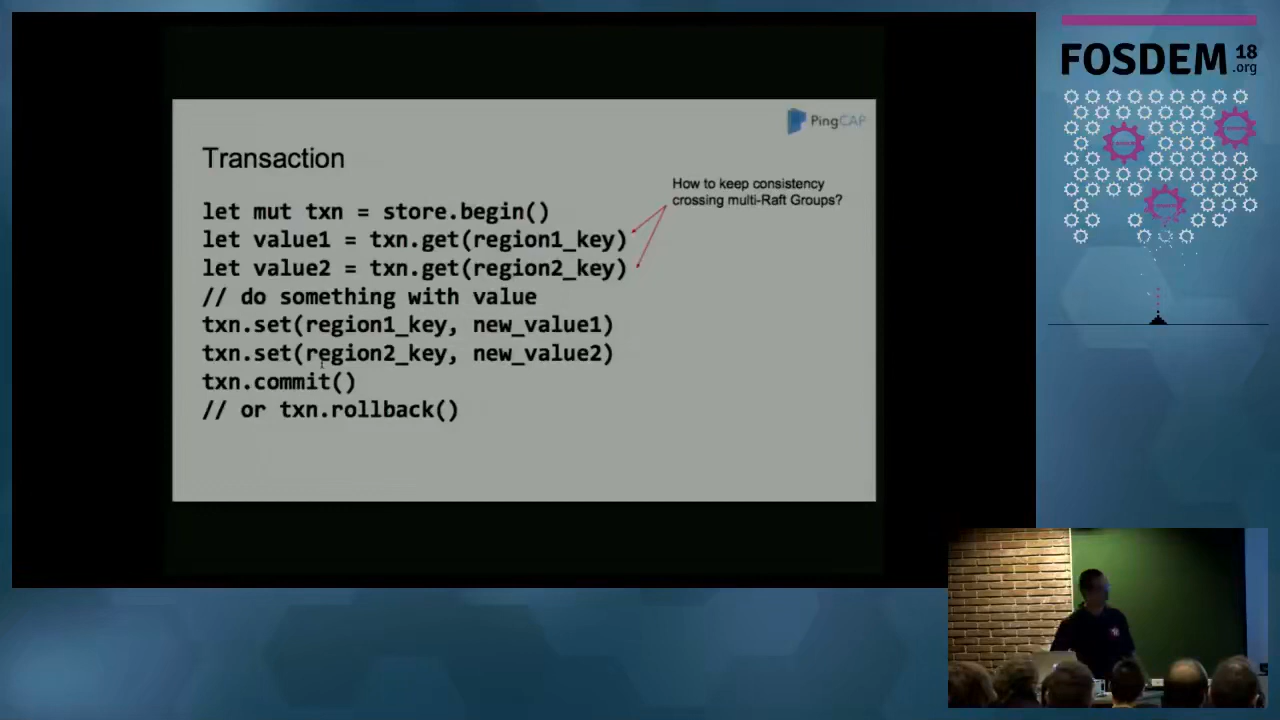 FOSDEM 18
.org
PingCAP
Transaction
How to keep consistency
crossing multi-Raft Groups?
let mut txn = store.begin()
let value1 = txn.get(region1_key)
let value2 = txn.get(region2_key)
// do something with value
txn.set(region1_key, new_value1)
txn.set(region2_key, new_value2)
txn.commit()
// or txn.rollback()